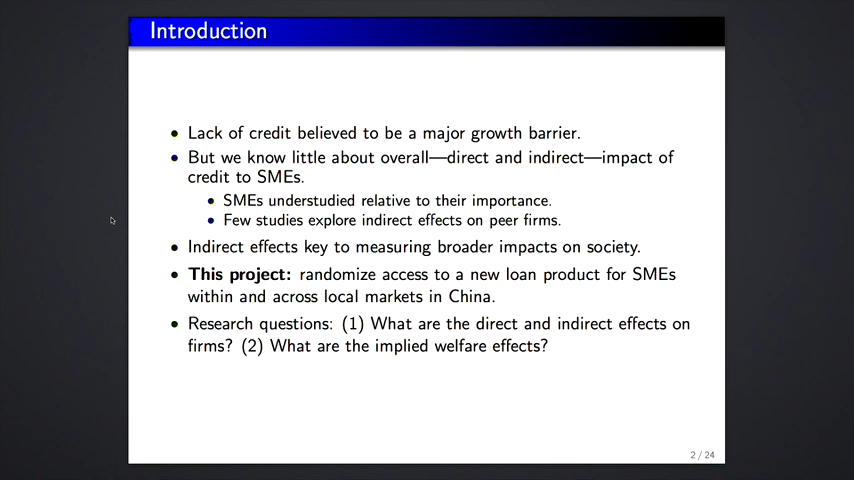 Introduction
• Lack of credit believed to be a major growth barrier.
• But we know little about overall—direct and indirect—impact of
credit to SMEs.
• SMEs understudied relative to their importance.
• Few studies explore indirect effects on peer firms.
• Indirect effects key to measuring broader impacts on society.
• This project: randomize access to a new loan product for SMEs
within and across local markets in China.
• Research questions: (1) What are the direct and indirect effects on
firms? (2) What are the implied welfare effects?
2 / 24